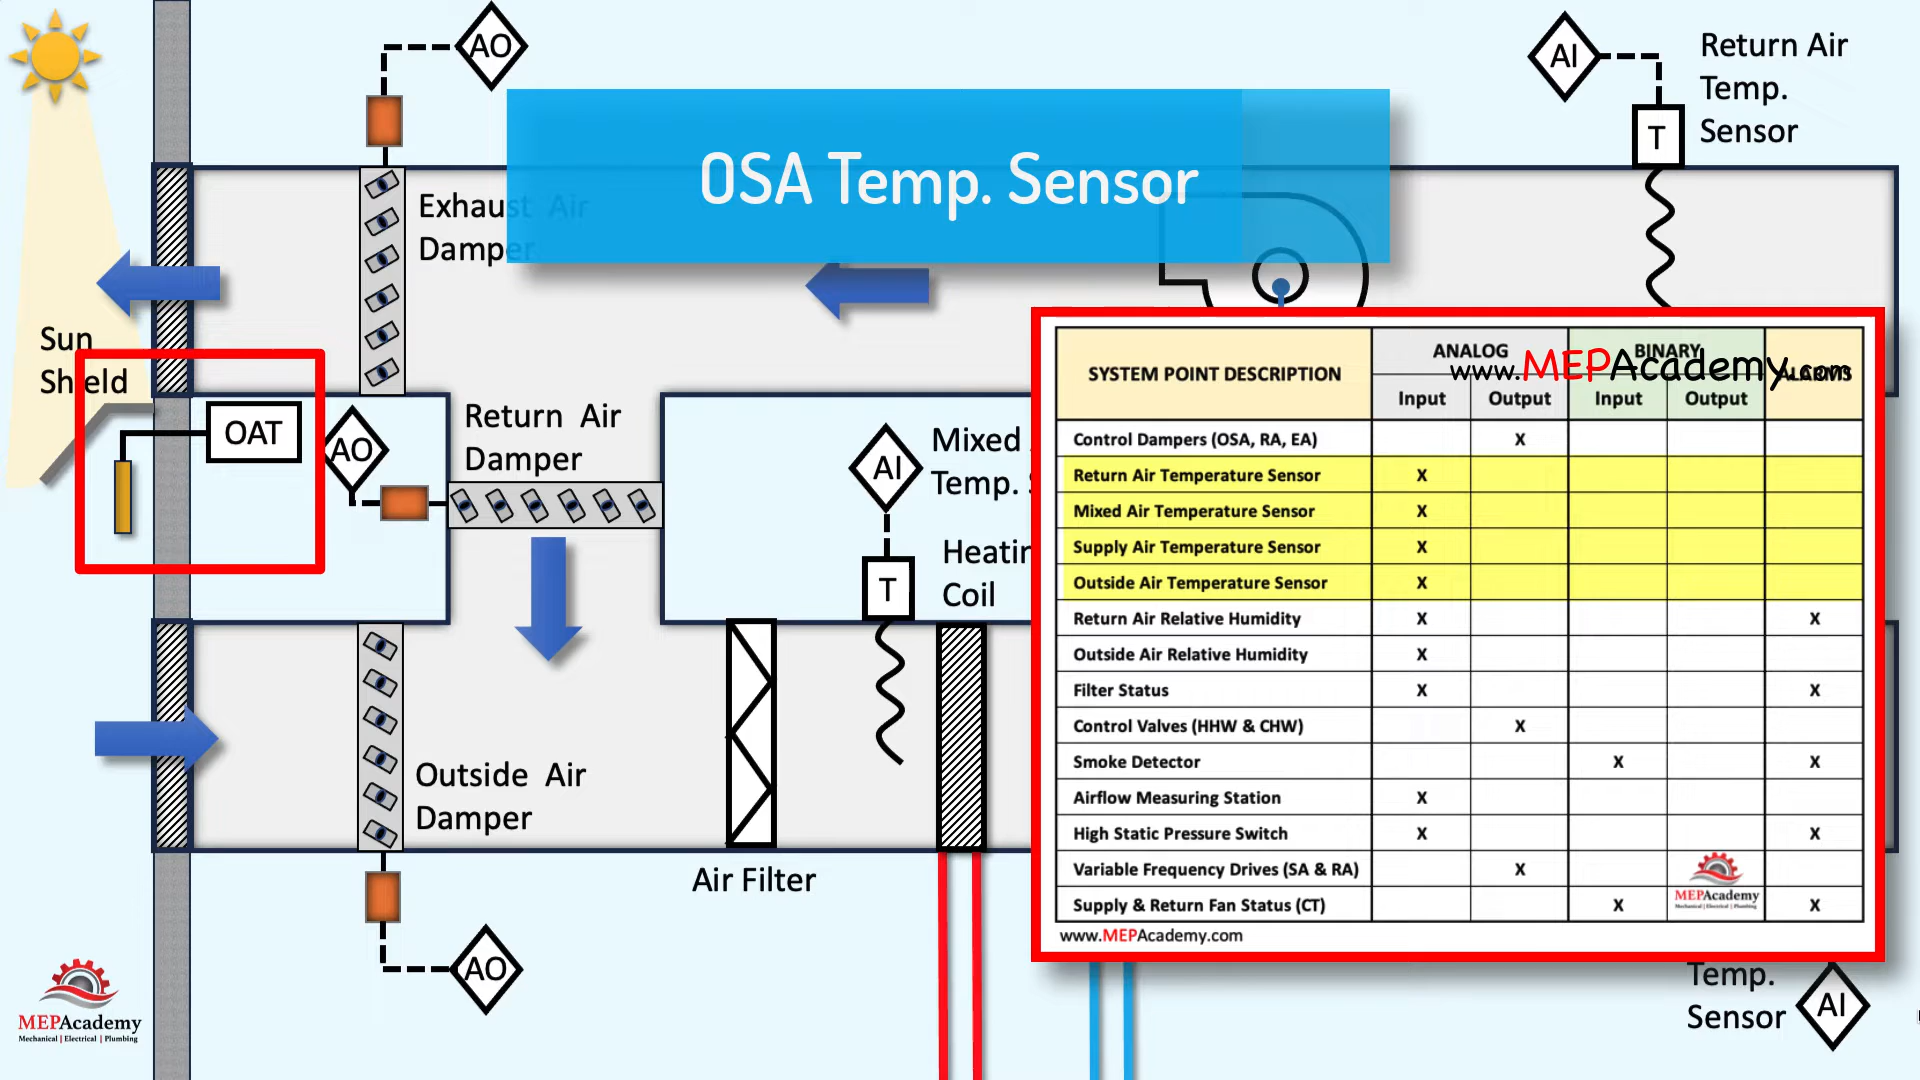 AO
AI
Return Air
Temp.
Sensor
T
OSA Temp. Sensor
Exhaust Air
Damper
Sun
Shield
OAT
AO
Return Air
Damper
AI
Mixed
Temp.
T
Heatin
Coil
SYSTEM POINT DESCRIPTION ANALOG BINARY ALARMS
www.MEPAcademy.com
Input Output Input Output
Control Dampers (OSA, RA, EA) X
Return Air Temperature Sensor X
Mixed Air Temperature Sensor X
Supply Air Temperature Sensor X
Outside Air Temperature Sensor X
Return Air Relative Humidity X X
Outside Air Relative Humidity X
Filter Status X X
Control Valves (HHW & CHW) X
Smoke Detector X X
Airflow Measuring Station X
High Static Pressure Switch X X
Variable Frequency Drives (SA & RA) X
Supply & Return Fan Status (CT) X X
MEPAcademy
Mechanical | Electrical | Plumbing
www.MEPAcademy.com
Outside Air
Damper
Air Filter
AO
Temp.
Sensor
AI
MEPAcademy
Mechanical | Electrical | Plumbing